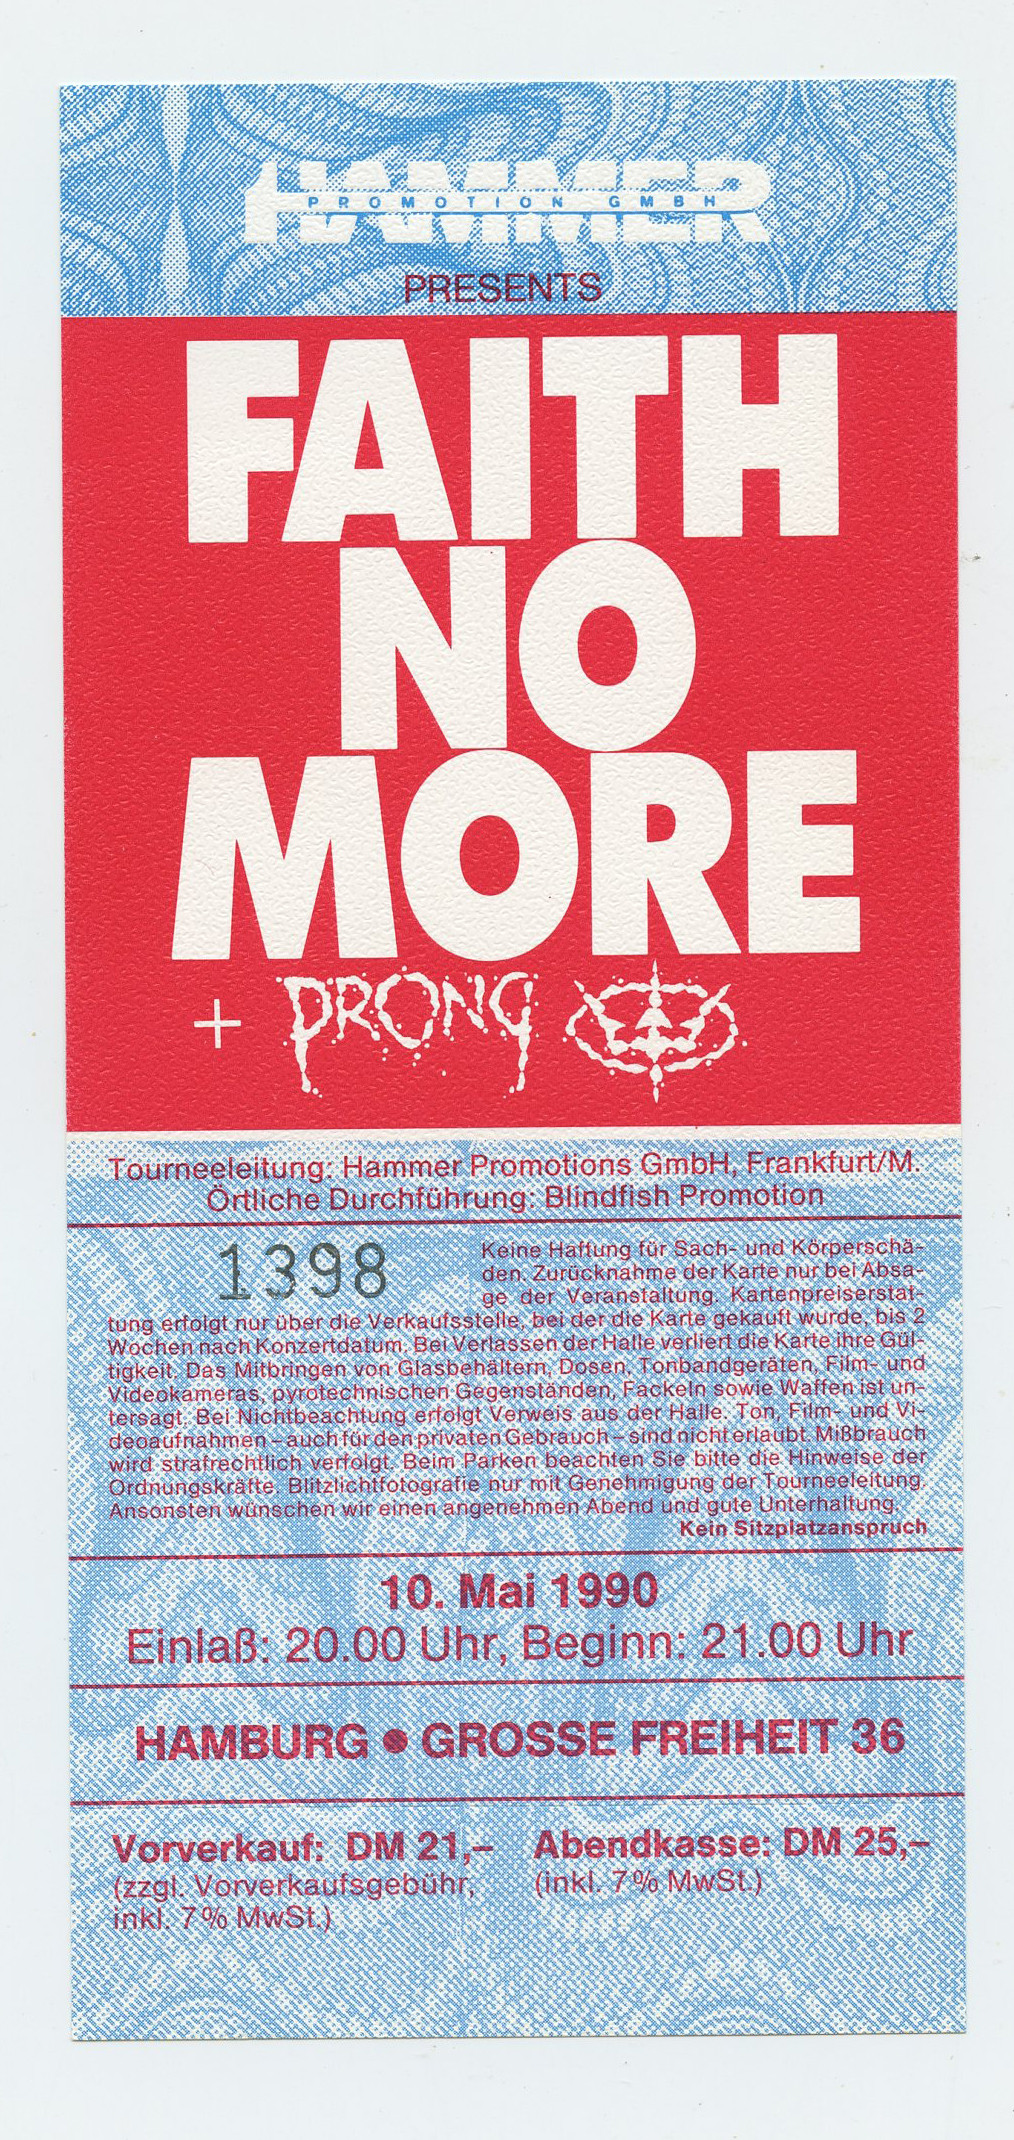 HAMMER
PROMOTION GMBH
PRESENTS
FAITH
NO
MORE
+ PRONG
Tourneeleitung: Hammer Promotions GmbH, Frankfurt/M.
Örtliche Durchführung: Blindfish Promotion
1398
Keine Haftung für Sach- und Körperschä-
den. Zurücknahme der Karte nur bei Absa-
ge der Veranstaltung. Kartenpreiserstat-
tung erfolgt nur über die Verkaufsstelle, bei der die Karte gekauft wurde, bis 2
Wochen nach Konzertdatum. Bei Verlassen der Halle verliert die Karte ihre Gül-
tigkeit. Das Mitbringen von Glasbehältern, Dosen, Tonbandgeräten, Film- und
Videokameras, pyrotechnischen Gegenständen, Fackeln sowie Waffen ist un-
tersagt. Bei Nichtbeachtung erfolgt Verweis aus der Halle. Ton, Film- und Vi-
deoaufnahmen – auch für den privaten Gebrauch – sind nicht erlaubt. Mißbrauch
wird strafrechtlich verfolgt. Beim Parken beachten Sie bitte die Hinweise der
Ordnungskräfte. Blitzlichtfotografie nur mit Genehmigung der Tourneeleitung.
Ansonsten wünschen wir einen angenehmen Abend und gute Unterhaltung.
Kein Sitzplatzanspruch
10. Mai 1990
Einlaß: 20.00 Uhr, Beginn: 21.00 Uhr
HAMBURG ● GROSSE FREIHEIT 36
Vorverkauf: DM 21,– Abendkasse: DM 25,–
(zzgl. Vorverkaufsgebühr, (inkl. 7% MwSt.)
inkl. 7% MwSt.)